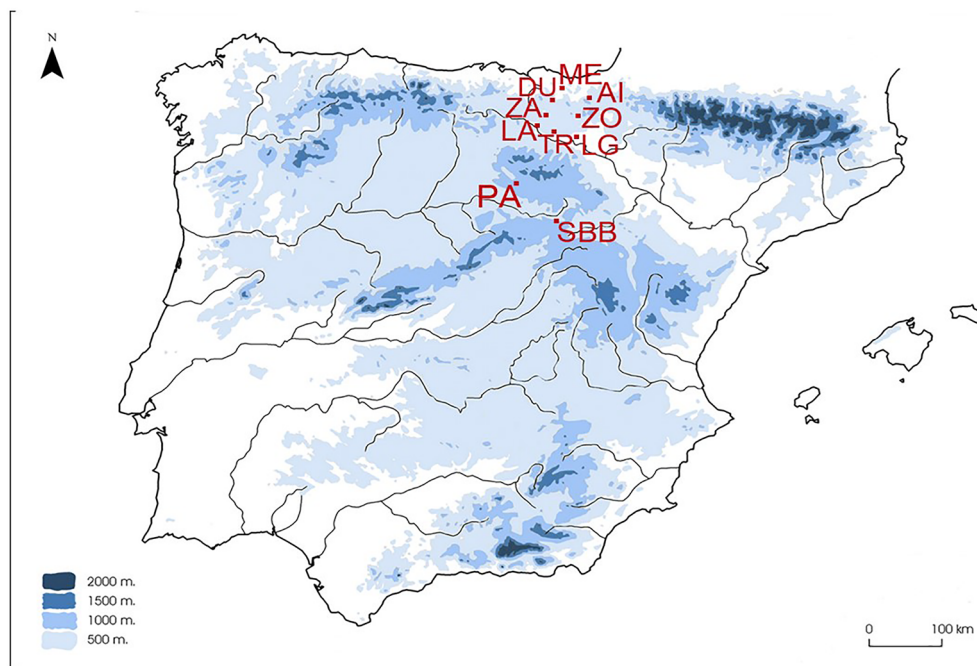 N
ME
DU
AI
ZA
ZO
LA
TR
LG
PA
SBB
2000 m.
1500 m.
1000 m.
500 m.
0
100 km